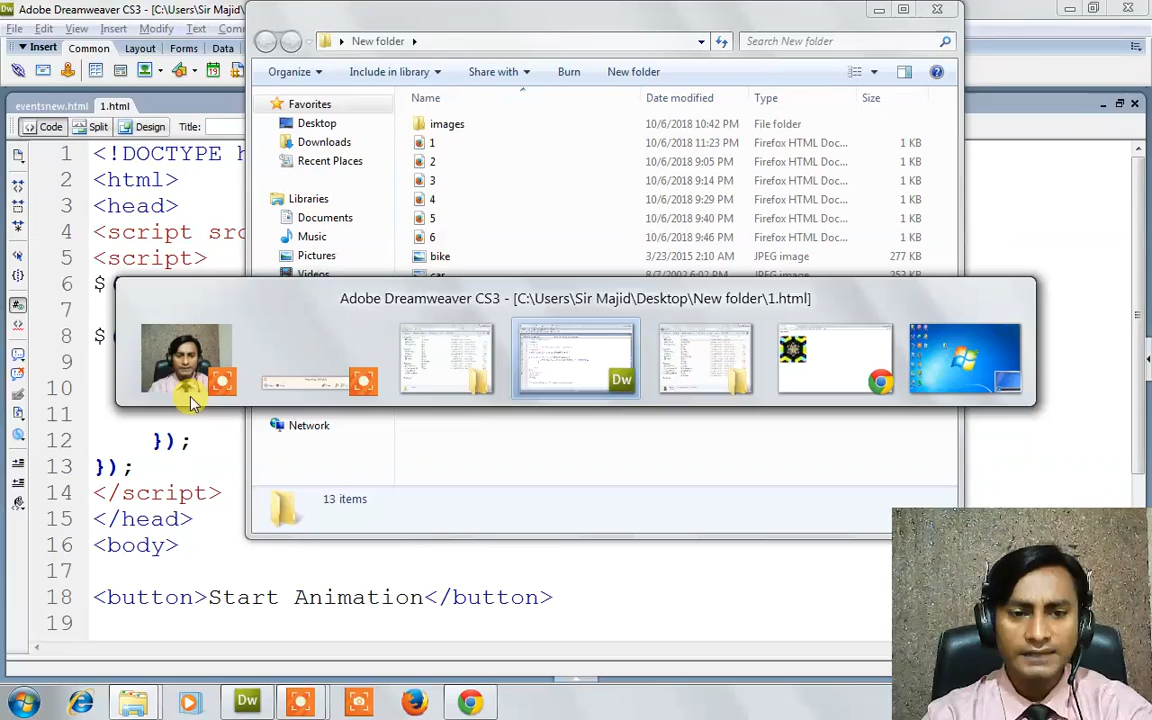 Adobe Dreamweaver CS3 - [C:\Users\Sir Majid\
File Edit View Insert Modify Text
Insert Common Layout Forms Data
eventsnew.html 1.html
Code Split Design Title:
New folder
Search New folder
Organize Include in library Share with Burn New folder
Name Date modified Type Size
Favorites
Desktop
Downloads
Recent Places
Libraries
Documents
Music
Pictures
Videos
Network
images 10/6/2018 10:42 PM File folder
1 10/6/2018 11:23 PM Firefox HTML Doc... 1 KB
2 10/6/2018 9:05 PM Firefox HTML Doc... 1 KB
3 10/6/2018 9:14 PM Firefox HTML Doc... 1 KB
4 10/6/2018 9:29 PM Firefox HTML Doc... 1 KB
5 10/6/2018 9:40 PM Firefox HTML Doc... 1 KB
6 10/6/2018 9:46 PM Firefox HTML Doc... 1 KB
bike 3/23/2015 2:10 AM JPEG image 277 KB
13 items
Adobe Dreamweaver CS3 - [C:\Users\Sir Majid\Desktop\New folder\1.html]
Dw
1 <!DOCTYPE
2 <html>
3 <head>
4 <script
5 <script>
6 $
7
8 $
9
10
11
12 });
13 });
14 </script>
15 </head>
16 <body>
17
18 <button>Start Animation</button>
19
Dw